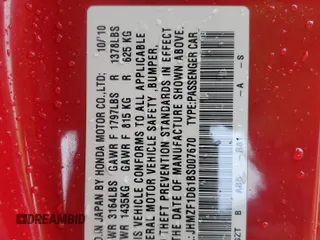 D IN JAPAN BY HONDA MOTOR CO.,LTD. 10/'10
WR 3164LBS GAWR F 1797LBS R 1378LBS
WR 1435KG GAWR 815 KG R 625 KG
VEHICLE CONFORMS TO ALL APPLICABLE
ERAL MOTOR VEHICLE SAFETY ,BUMPER,
THEFT PREVENTION STANDARDS IN EFFECT
THE DATE OF MANUFACTURE SHOWN ABOVE.
: JHMZF1D61BS007670 TYPE:PASSENGER CAR
ZT B -A -S
DREAMBID